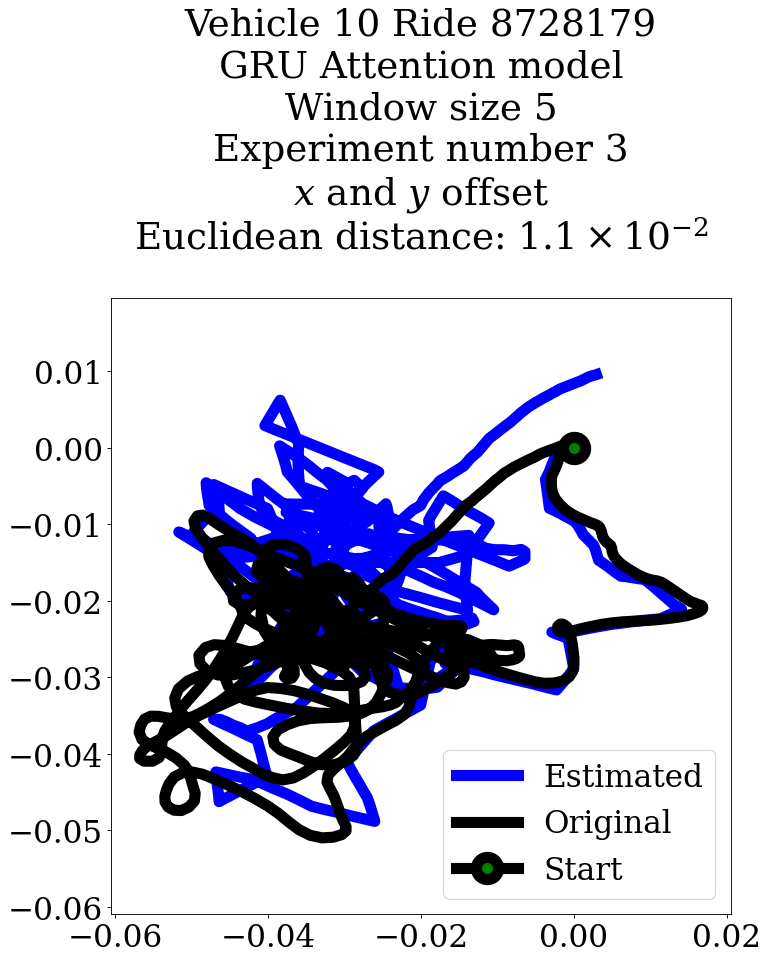 Vehicle 10 Ride 8728179
GRU Attention model
Window size 5
Experiment number 3
x and y offset
Euclidean distance: 1.1 × 10⁻²
0.01
0.00
−0.01
−0.02
−0.03
−0.04
−0.05
−0.06
Estimated
Original
Start
−0.06 −0.04 −0.02 0.00 0.02